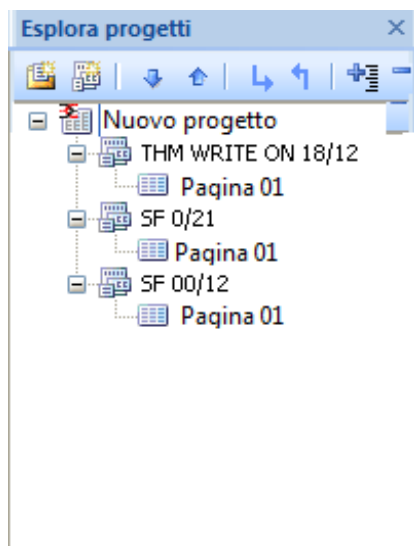 Esplora progetti
Nuovo progetto
THM WRITE ON 18/12
Pagina 01
SF 0/21
Pagina 01
SF 00/12
Pagina 01